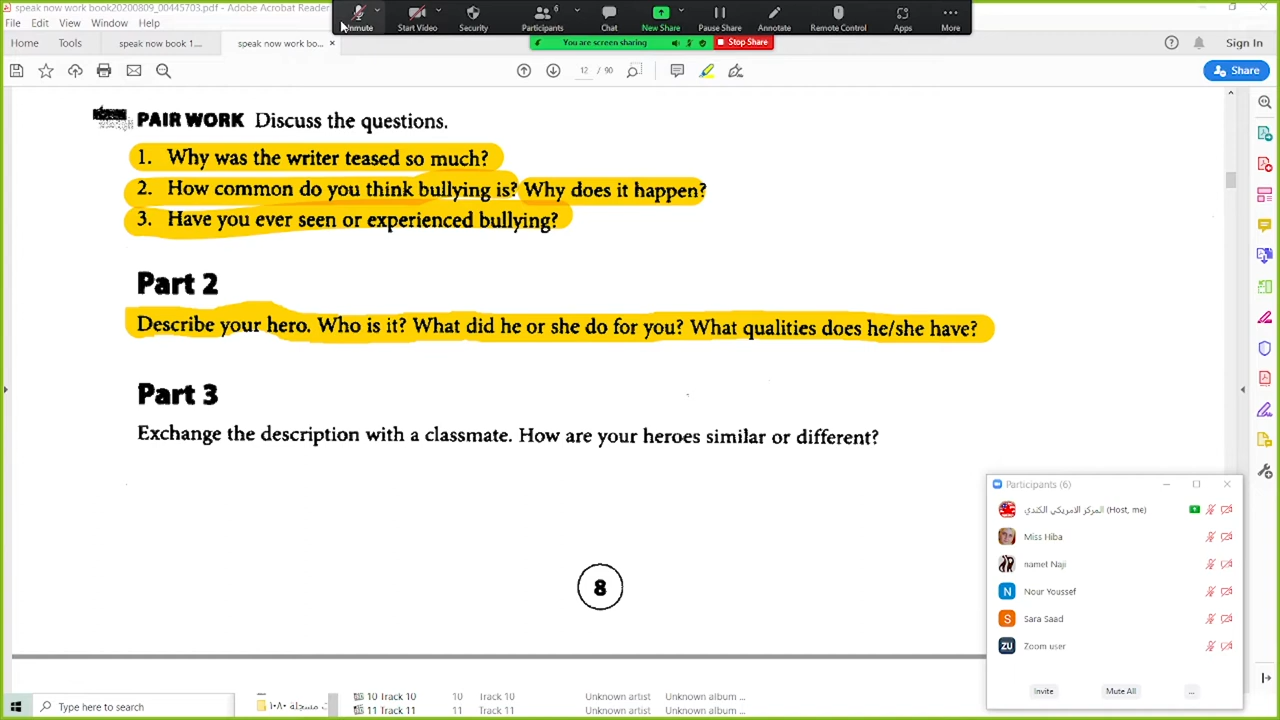 speak now work book20200809_00445703.pdf - Adobe Acrobat Reader
File Edit View Window Help
Unmute Start Video Security Participants 6 Chat New Share Pause Share Annotate Remote Control Apps More
You are screen sharing Stop Share
Home Tools speak now book 1... speak now work bo... × Sign In
12 / 90 Share
PAIR WORK Discuss the questions.
1. Why was the writer teased so much?
2. How common do you think bullying is? Why does it happen?
3. Have you ever seen or experienced bullying?
Part 2
Describe your hero. Who is it? What did he or she do for you? What qualities does he/she have?
Part 3
Exchange the description with a classmate. How are your heroes similar or different?
8
Participants (6)
المركز الامريكي الكندي (Host, me)
Miss Hiba
namet Naji
N Nour Youssef
S Sara Saad
ZU Zoom user
Invite Mute All ...
10 Track 10 10 Track 10 Unknown artist Unknown album ...
11 Track 11 11 Track 11 Unknown artist Unknown album ...
Type here to search